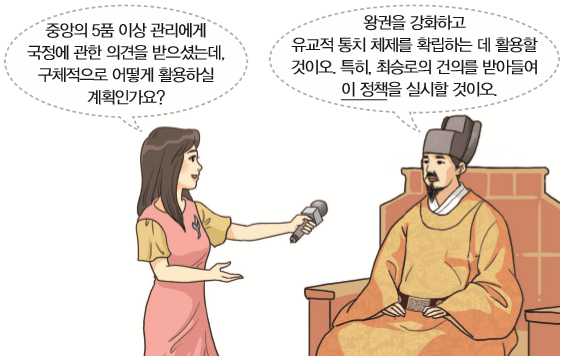 중앙의 5품 이상 관리에게
국정에 관한 의견을 받으셨는데,
구체적으로 어떻게 활용하실
계획인가요?
왕권을 강화하고
유교적 통치 체제를 확립하는 데 활용할
것이오. 특히, 최승로의 건의를 받아들여
이 정책을 실시할 것이오.